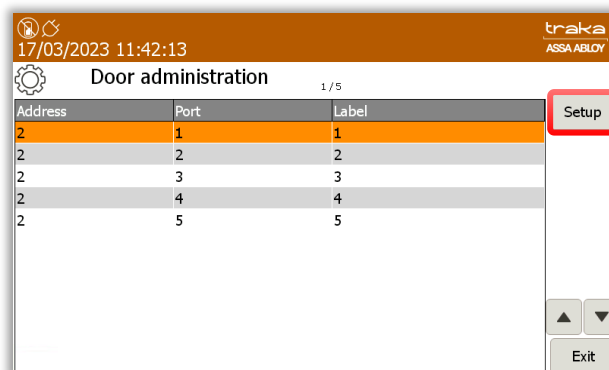 traka
17/03/2023 11:42:13
ASSA ABLOY
Door administration
1/5
Address Port Label
Setup
2 1 1
2 2 2
2 3 3
2 4 4
2 5 5
Exit